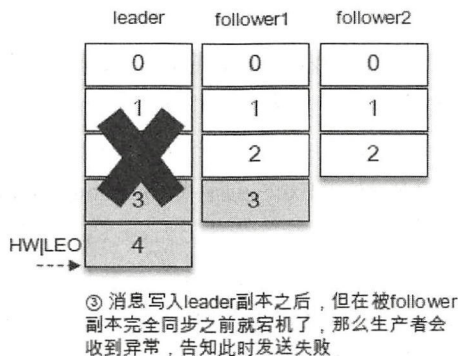 leader follower1 follower2
0 0 0
1 1 1
2 2
3 3
HW|LEO 4
③ 消息写入leader副本之后，但在被follower
副本完全同步之前就宕机了，那么生产者会
收到异常，告知此时发送失败